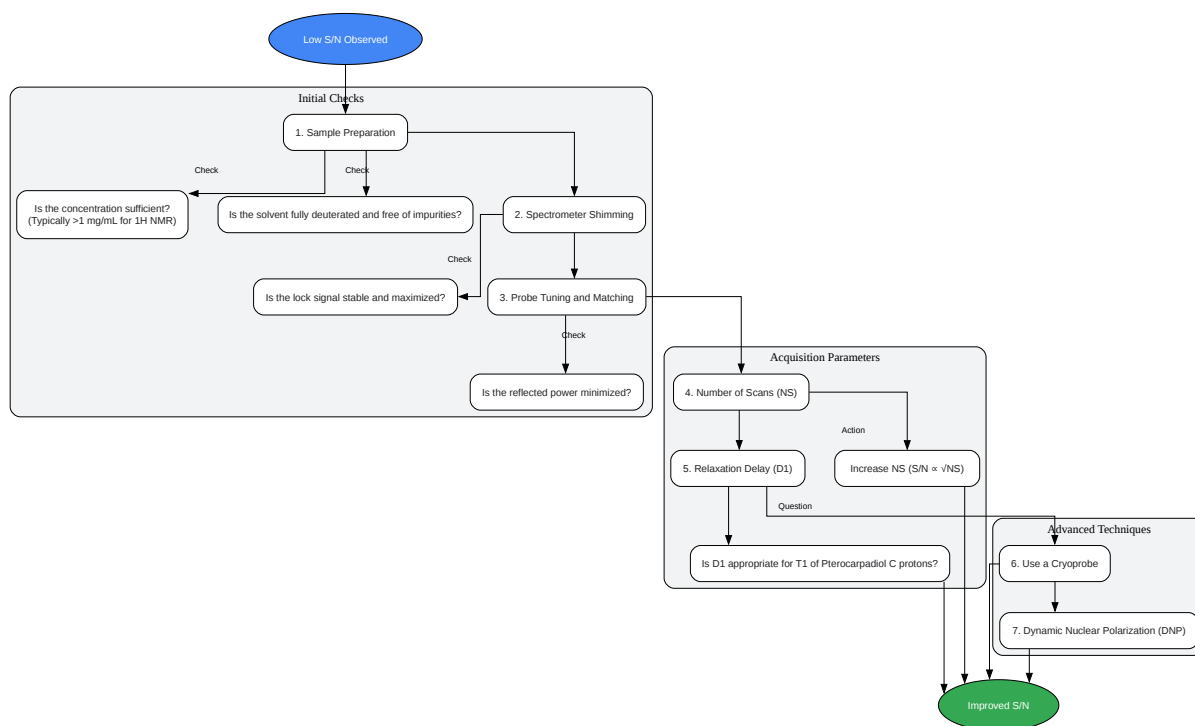 Low S/N Observed
Initial Checks
1. Sample Preparation
Check
Check
Is the concentration sufficient?
(Typically >1 mg/mL for 1H NMR)
Is the solvent fully deuterated and free of impurities?
2. Spectrometer Shimming
Check
Is the lock signal stable and maximized?
3. Probe Tuning and Matching
Check
Is the reflected power minimized?
Acquisition Parameters
4. Number of Scans (NS)
Action
5. Relaxation Delay (D1)
Increase NS (S/N ∝ √NS)
Question
Is D1 appropriate for T1 of Pterocarpadiol C protons?
Advanced Techniques
6. Use a Cryoprobe
7. Dynamic Nuclear Polarization (DNP)
Improved S/N